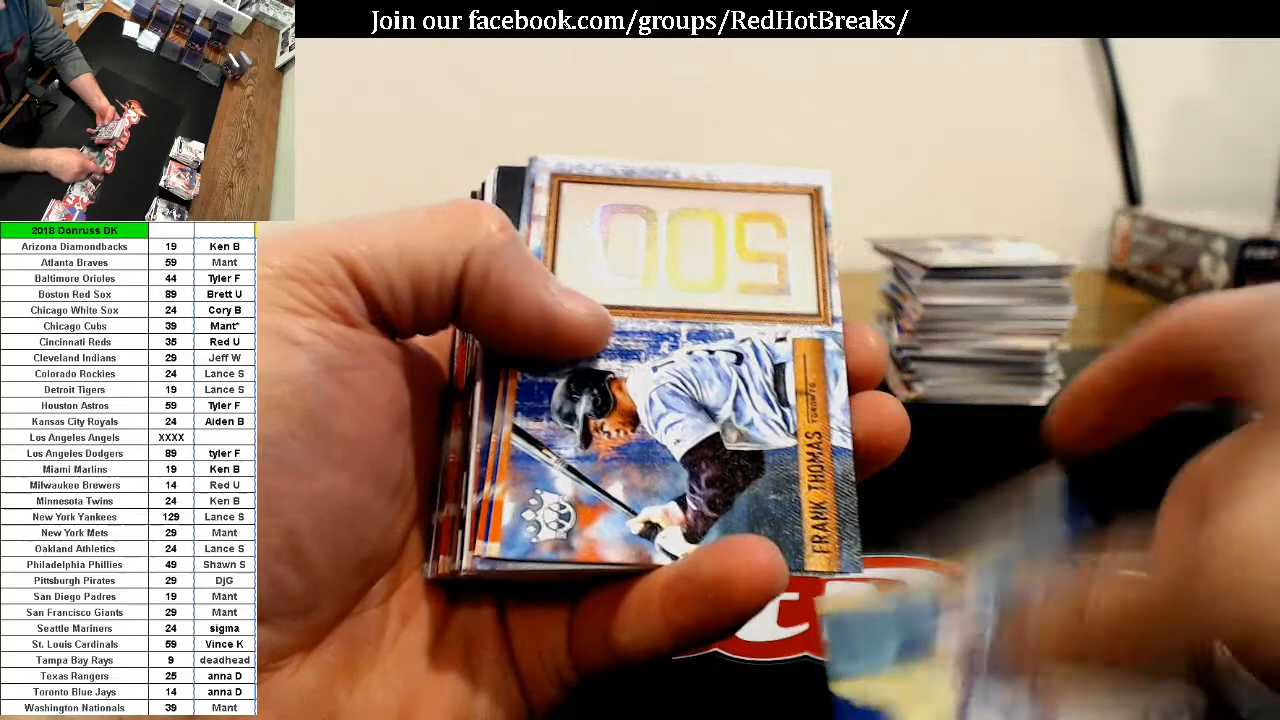 Join our facebook.com/groups/RedHotBreaks/
2018 Donruss DK
Arizona Diamondbacks 19 Ken B
Atlanta Braves 59 Mant
Baltimore Orioles 44 Tyler F
Boston Red Sox 89 Brett U
Chicago White Sox 24 Cory B
Chicago Cubs 39 Mant*
Cincinnati Reds 35 Red U
Cleveland Indians 29 Jeff W
Colorado Rockies 24 Lance S
Detroit Tigers 19 Lance S
Houston Astros 59 Tyler F
Kansas City Royals 24 Aiden B
Los Angeles Angels XXXX
Los Angeles Dodgers 89 tyler F
Miami Marlins 19 Ken B
Milwaukee Brewers 14 Red U
Minnesota Twins 24 Ken B
New York Yankees 129 Lance S
New York Mets 29 Mant
Oakland Athletics 24 Lance S
Philadelphia Phillies 49 Shawn S
Pittsburgh Pirates 29 DjG
San Diego Padres 19 Mant
San Francisco Giants 29 Mant
Seattle Mariners 24 sigma
St. Louis Cardinals 59 Vince K
Tampa Bay Rays 9 deadhead
Texas Rangers 25 anna D
Toronto Blue Jays 14 anna D
Washington Nationals 39 Mant
500
FRANK THOMAS TORONTO